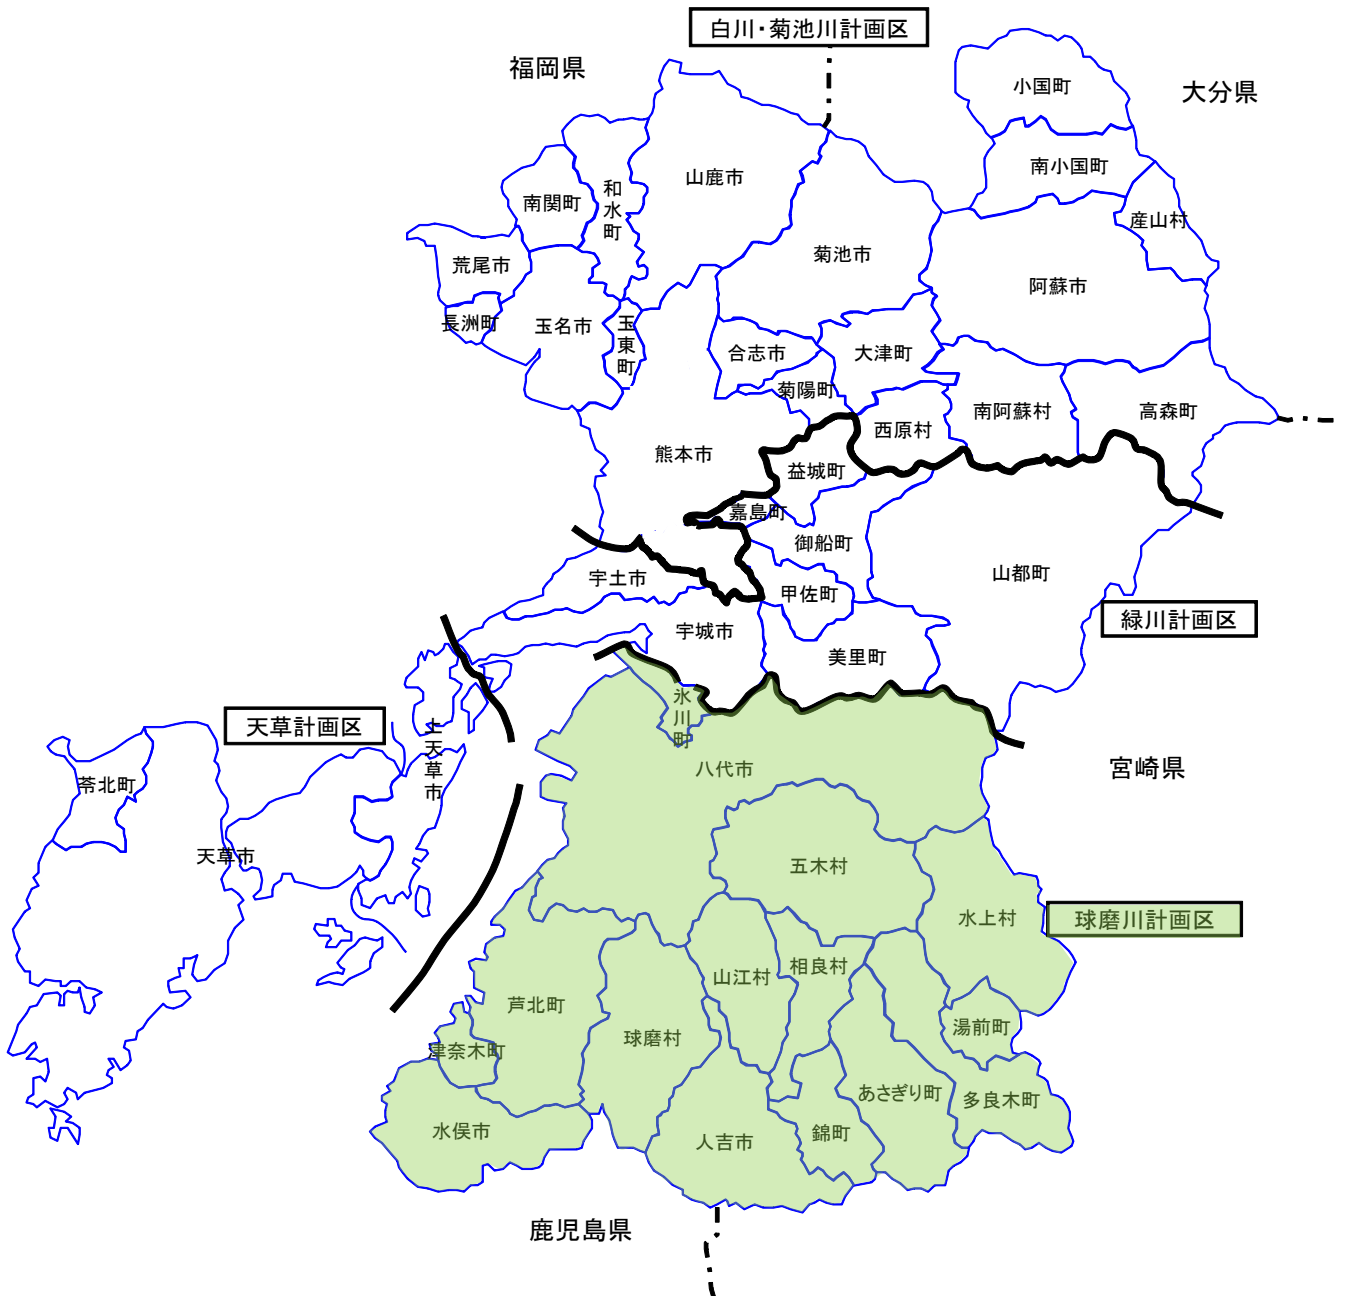 白川・菊池川計画区
福岡県
大分県
小国町
南小国町
山鹿市
和水町
南関町
産山村
菊池市
荒尾市
阿蘇市
長洲町
玉名市
玉東町
合志市
大津町
菊陽町
南阿蘇村
高森町
西原村
熊本市
益城町
嘉島町
御船町
山都町
宇土市
甲佐町
緑川計画区
宇城市
美里町
氷川町
天草計画区
上天草市
八代市
宮崎県
苓北町
天草市
五木村
水上村
球磨川計画区
山江村
相良村
芦北町
湯前町
球磨村
津奈木町
あさぎり町
多良木町
水俣市
人吉市
錦町
鹿児島県